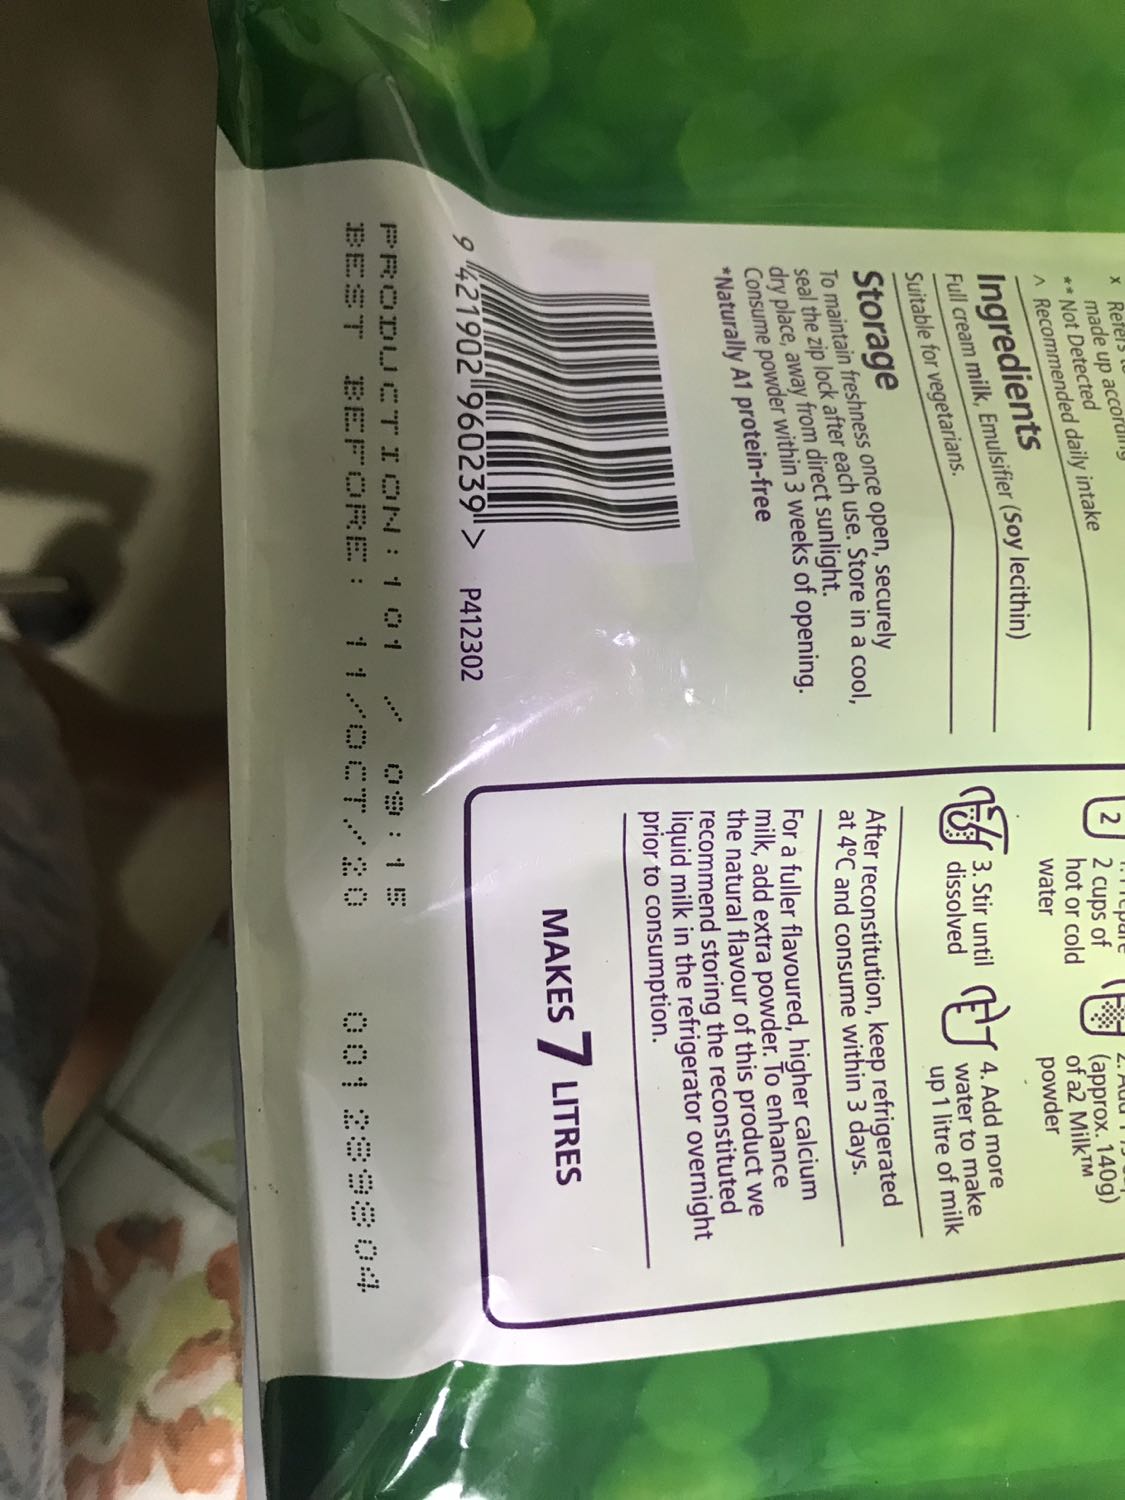 x Refers to
made up according
** Not Detected
^ Recommended daily intake
Ingredients
Full cream milk, Emulsifier (Soy lecithin)
Suitable for vegetarians.
Storage
To maintain freshness once open, securely
seal the zip lock after each use. Store in a cool,
dry place, away from direct sunlight.
Consume powder within 3 weeks of opening.
*Naturally A1 protein-free
9 421902 960239 >
P412302
2
2 cups of
hot or cold
water
(approx. 140g)
of a2 Milk™
powder
3. Stir until
dissolved
4. Add more
water to make
up 1 litre of milk
After reconstitution, keep refrigerated
at 4°C and consume within 3 days.
For a fuller flavoured, higher calcium
milk, add extra powder. To enhance
the natural flavour of this product we
recommend storing the reconstituted
liquid milk in the refrigerator overnight
prior to consumption.
MAKES 7 LITRES
PRODUCTION:101 / 09:15
BEST BEFORE: 11/OCT/20